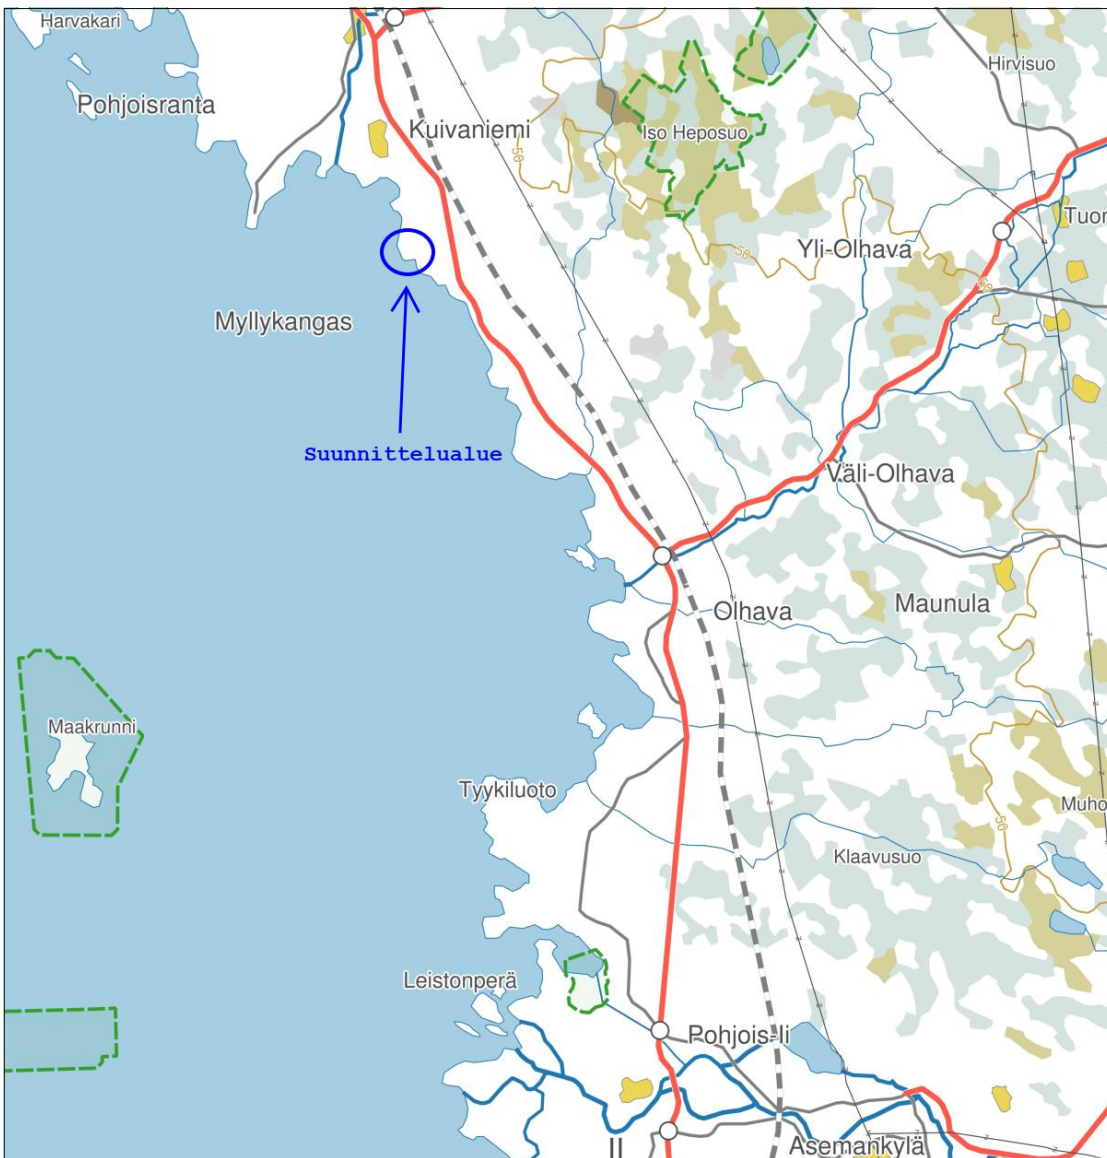 Harvakari
Pohjoisranta
Hirvisuo
Kuivaniemi
Iso Heposuo
50
Tuor
Yli-Olhava
50
50
Myllykangas
Suunnittelualue
Väli-Olhava
Olhava
Maunula
Maakrunni
Tyykiluoto
Muho
50
Klaavusuo
Leistonperä
Pohjois-Ii
II
Asemankylä